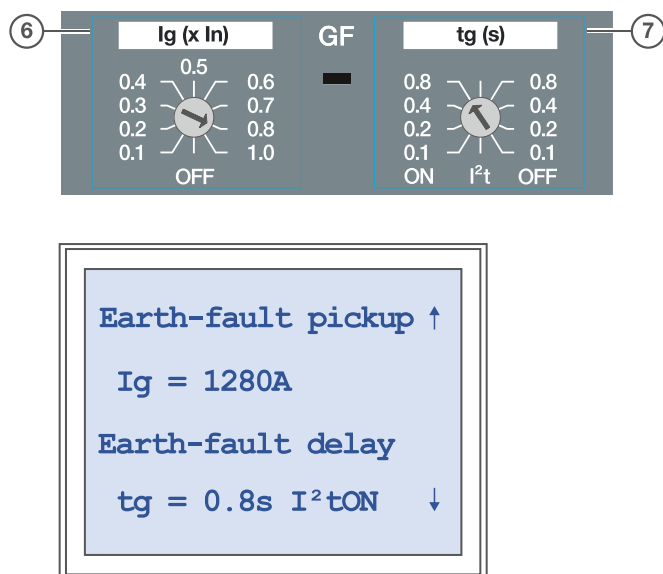 6
Ig (x In)
GF
tg (s)
7
0.5
0.4 0.6
0.3 0.7
0.2 0.8
0.1 1.0
OFF
0.8 0.8
0.4 0.4
0.2 0.2
0.1 0.1
ON I²t OFF
Earth-fault pickup ↑
Ig = 1280A
Earth-fault delay
tg = 0.8s I²tON ↓